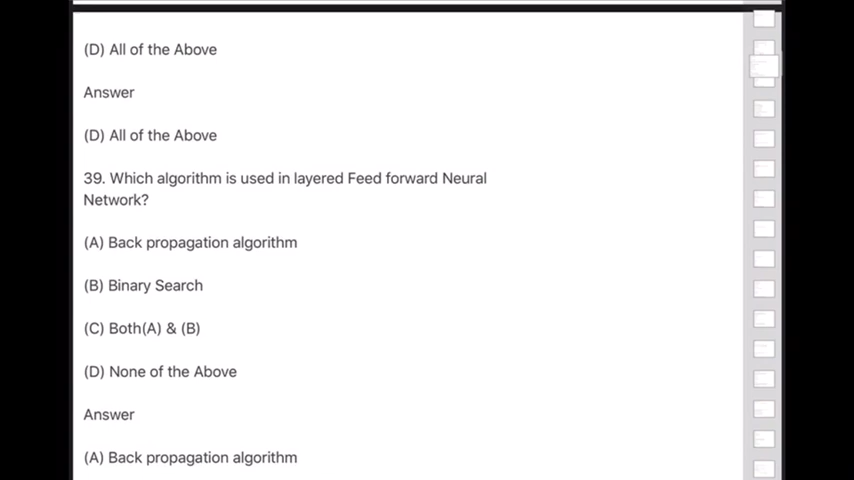 (D) All of the Above
Answer
(D) All of the Above
39. Which algorithm is used in layered Feed forward Neural
Network?
(A) Back propagation algorithm
(B) Binary Search
(C) Both(A) & (B)
(D) None of the Above
Answer
(A) Back propagation algorithm